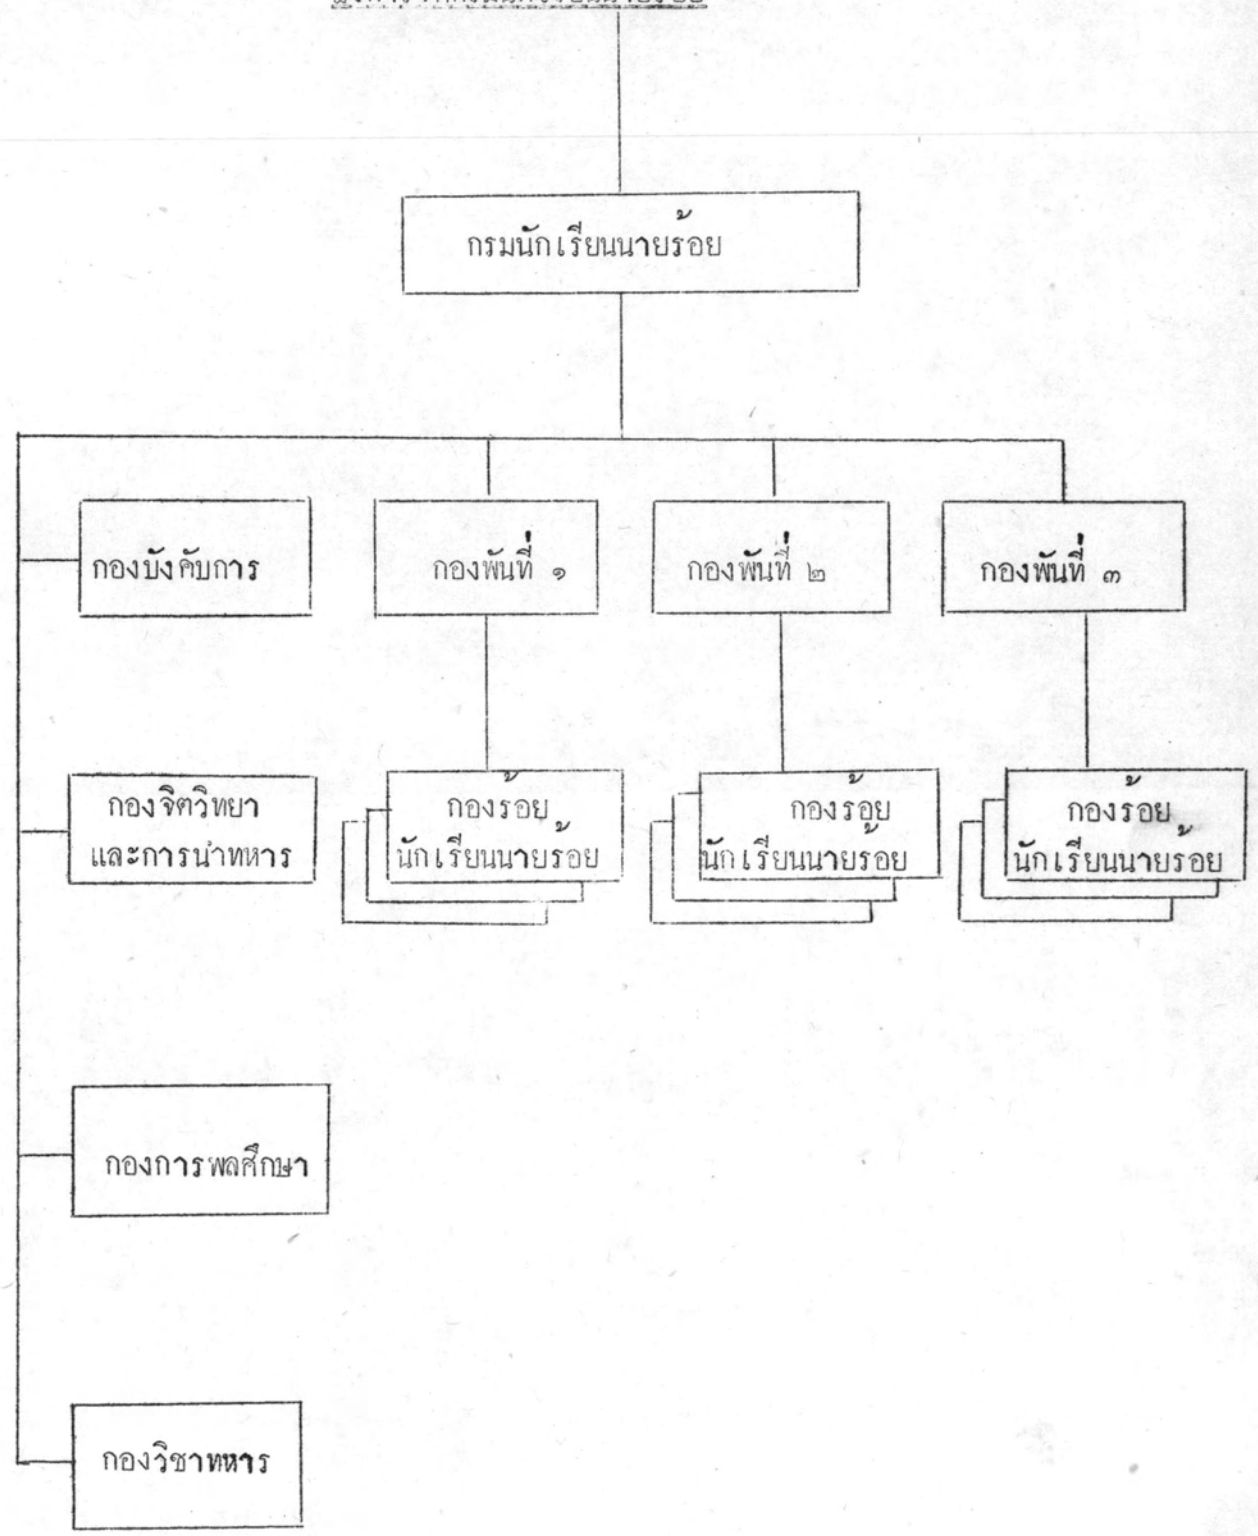 กรมนักเรียนนายร้อย
กองบังคับการ
กองพันที่ ๑
กองพันที่ ๒
กองพันที่ ๓
กองจิตวิทยา
และการนำทหาร
กองร้อย
นักเรียนนายร้อย
กองร้อย
นักเรียนนายร้อย
กองร้อย
นักเรียนนายร้อย
กองการพลศึกษา
กองวิชาทหาร